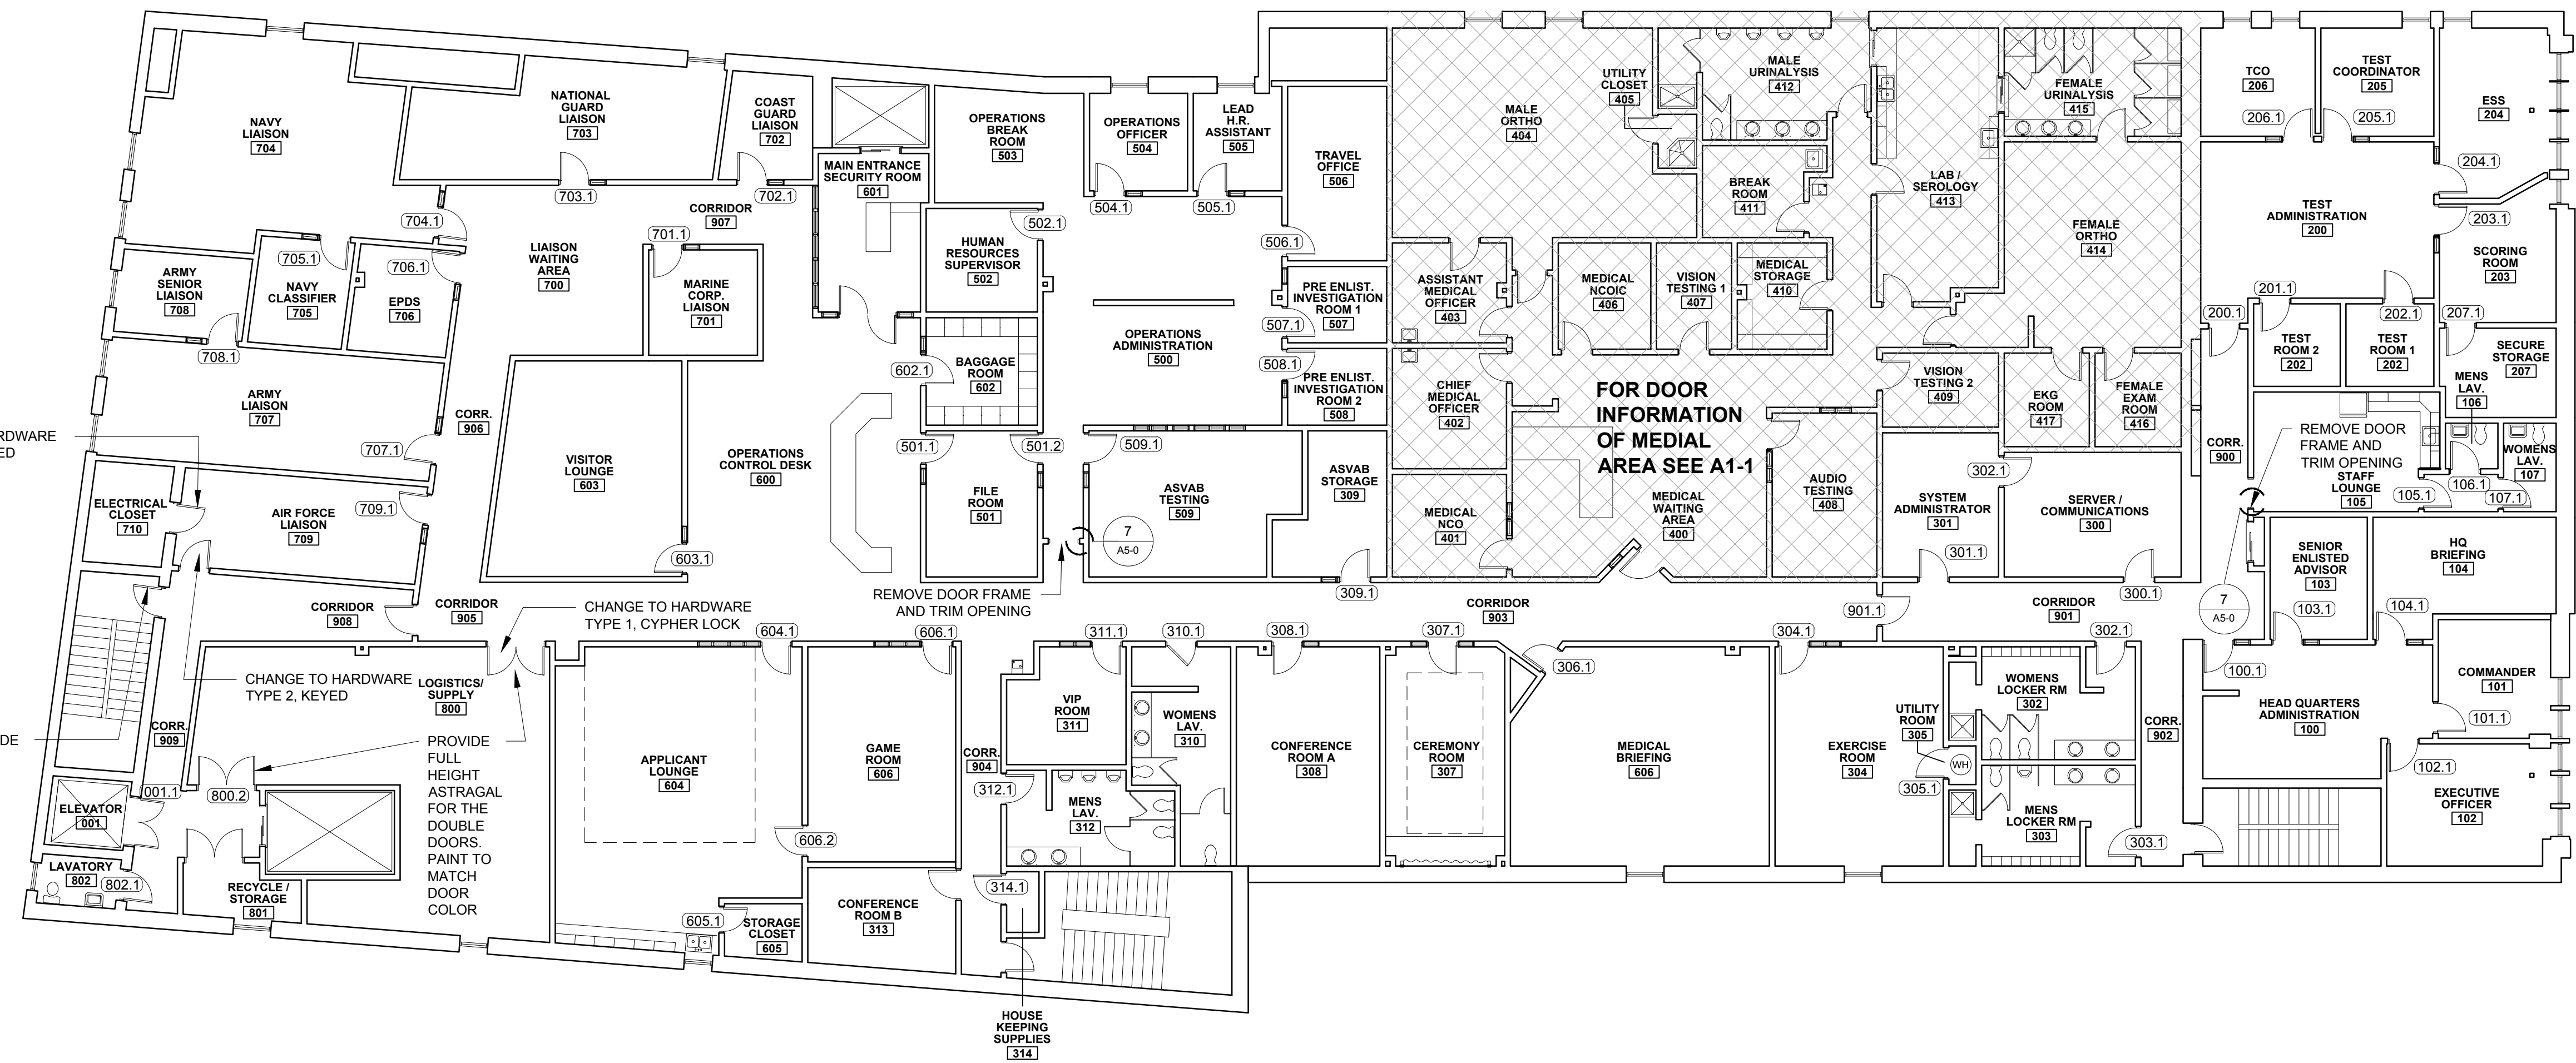 NAVY
LIAISON
704
NATIONAL
GUARD
LIAISON
703
703.1
COAST
GUARD
LIAISON
702
702.1
MAIN ENTRANCE
SECURITY ROOM
601
OPERATIONS
BREAK
ROOM
503
OPERATIONS
OFFICER
504
504.1
LEAD
H.R.
ASSISTANT
505
505.1
TRAVEL
OFFICE
506
506.1
MALE
ORTHO
404
UTILITY
CLOSET
405
MALE
URINALYSIS
412
BREAK
ROOM
411
LAB /
SEROLOGY
413
FEMALE
URINALYSIS
415
FEMALE
ORTHO
414
TCO
206
206.1
TEST
COORDINATOR
205
205.1
ESS
204
204.1
TEST
ADMINISTRATION
200
203.1
SCORING
ROOM
203
704.1
CORRIDOR
907
701.1
LIAISON
WAITING
AREA
700
MARINE
CORP.
LIAISON
701
HUMAN
RESOURCES
SUPERVISOR
502
502.1
705.1
706.1
ARMY
SENIOR
LIAISON
708
708.1
NAVY
CLASSIFIER
705
EPDS
706
PRE ENLIST.
INVESTIGATION
ROOM 1
507
507.1
ASSISTANT
MEDICAL
OFFICER
403
MEDICAL
NCOIC
406
VISION
TESTING 1
407
MEDICAL
STORAGE
410
200.1
201.1
202.1
207.1
TEST
ROOM 2
202
TEST
ROOM 1
202
SECURE
STORAGE
207
OPERATIONS
ADMINISTRATION
500
BAGGAGE
ROOM
602
602.1
508.1
PRE ENLIST.
INVESTIGATION
ROOM 2
508
CHIEF
MEDICAL
OFFICER
402
FOR DOOR
INFORMATION
OF MEDIAL
AREA SEE A1-1
VISION
TESTING 2
409
EKG
ROOM
417
FEMALE
EXAM
ROOM
416
MENS
LAV.
106
ARMY
LIAISON
707
707.1
CORR.
906
RDWARE
ED
VISITOR
LOUNGE
603
603.1
OPERATIONS
CONTROL DESK
600
501.1
501.2
509.1
FILE
ROOM
501
ASVAB
TESTING
509
ASVAB
STORAGE
309
MEDICAL
NCO
401
MEDICAL
WAITING
AREA
400
AUDIO
TESTING
408
SYSTEM
ADMINISTRATOR
301
302.1
301.1
SERVER /
COMMUNICATIONS
300
300.1
CORR.
900
REMOVE DOOR
FRAME AND
TRIM OPENING
STAFF
LOUNGE
105
105.1
106.1
107.1
WOMENS
LAV.
107
ELECTRICAL
CLOSET
710
AIR FORCE
LIAISON
709
709.1
7
A5-0
REMOVE DOOR FRAME
AND TRIM OPENING
309.1
SENIOR
ENLISTED
ADVISOR
103
103.1
HQ
BRIEFING
104
104.1
7
A5-0
CORRIDOR
908
CORRIDOR
905
CHANGE TO HARDWARE
TYPE 1, CYPHER LOCK
CORRIDOR
903
901.1
CORRIDOR
901
604.1
606.1
311.1
310.1
308.1
307.1
306.1
304.1
302.1
100.1
CHANGE TO HARDWARE
TYPE 2, KEYED
LOGISTICS/
SUPPLY
800
CORR.
909
DE
PROVIDE
FULL
HEIGHT
ASTRAGAL
FOR THE
DOUBLE
DOORS.
PAINT TO
MATCH
DOOR
COLOR
APPLICANT
LOUNGE
604
GAME
ROOM
606
606.2
CORR.
904
VIP
ROOM
311
WOMENS
LAV.
310
312.1
MENS
LAV.
312
CONFERENCE
ROOM A
308
CEREMONY
ROOM
307
MEDICAL
BRIEFING
606
EXERCISE
ROOM
304
UTILITY
ROOM
305
305.1
WH
WOMENS
LOCKER RM
302
MENS
LOCKER RM
303
303.1
CORR.
902
HEAD QUARTERS
ADMINISTRATION
100
COMMANDER
101
101.1
102.1
EXECUTIVE
OFFICER
102
001.1
800.2
ELEVATOR
001
LAVATORY
802
802.1
RECYCLE /
STORAGE
801
605.1
STORAGE
CLOSET
605
CONFERENCE
ROOM B
313
314.1
HOUSE
KEEPING
SUPPLIES
314